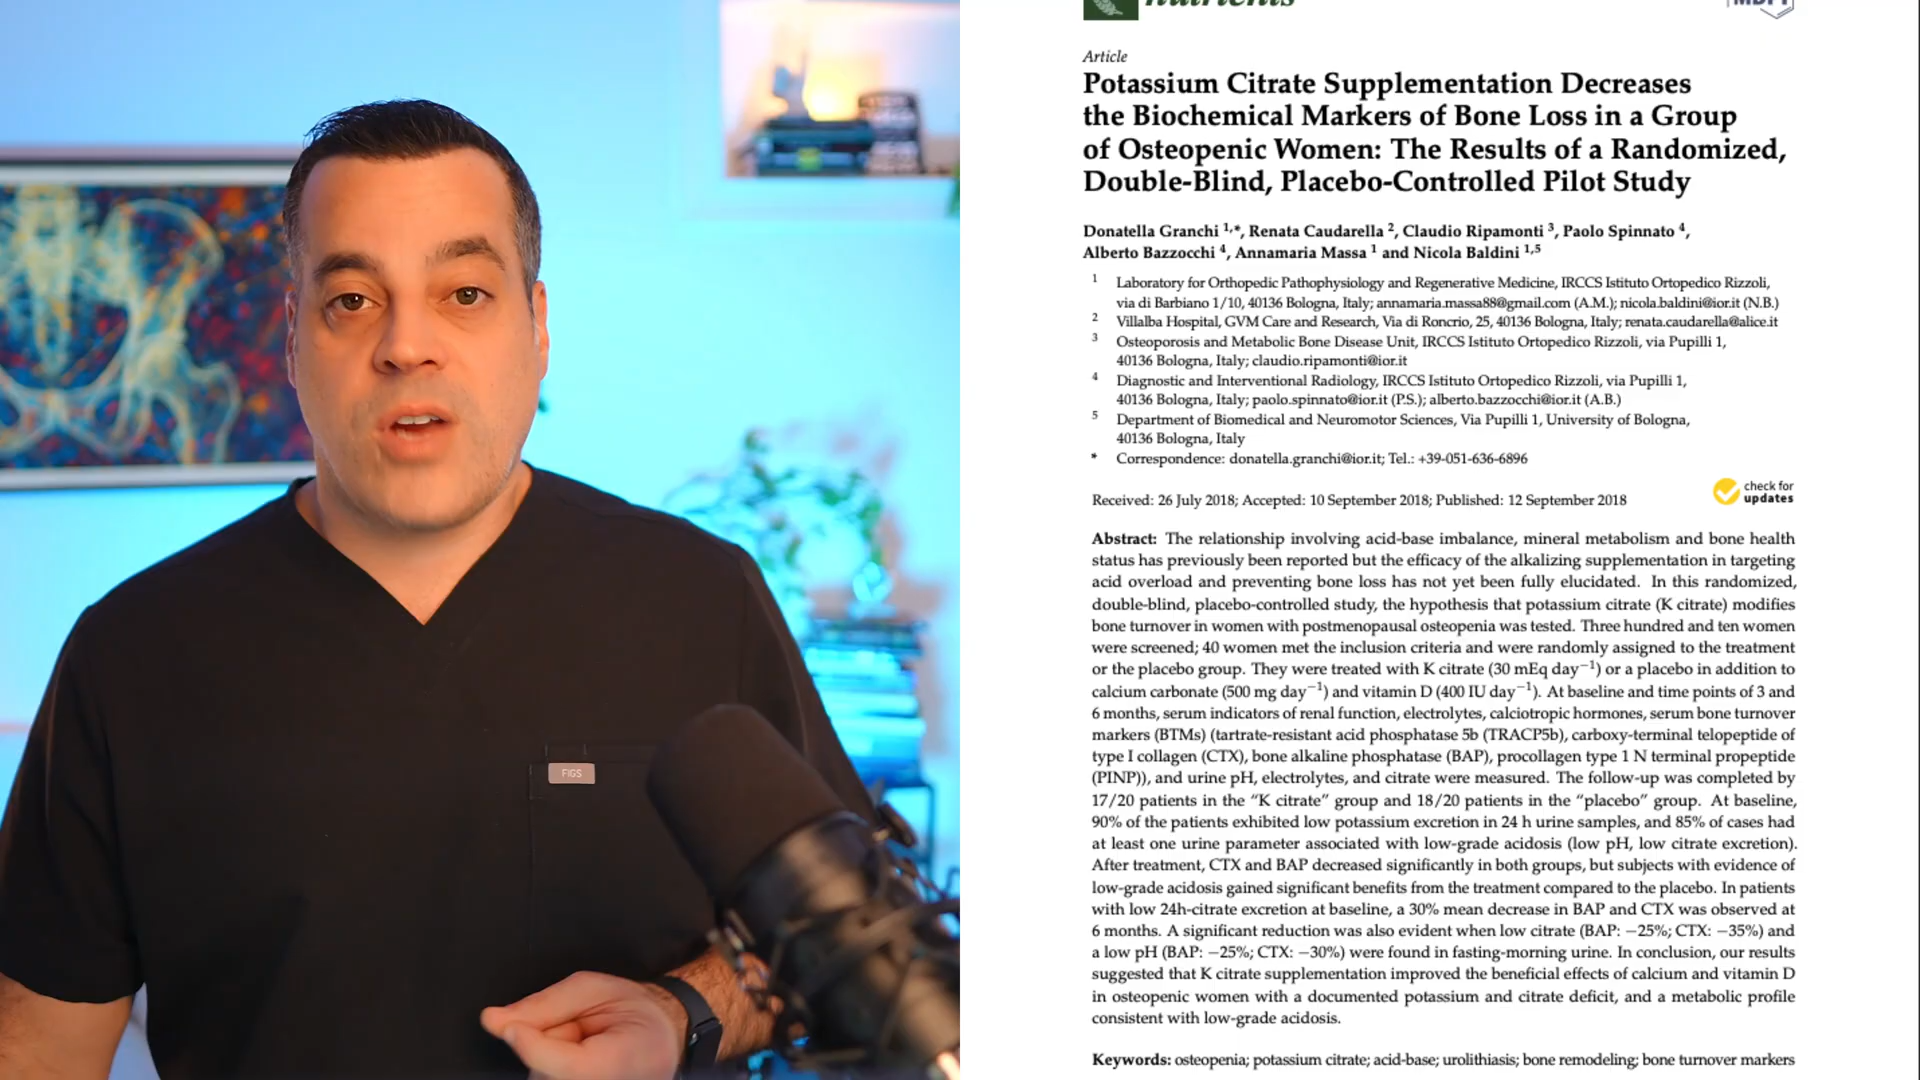 FIGS
nutrients
MDPI
Article
Potassium Citrate Supplementation Decreases
the Biochemical Markers of Bone Loss in a Group
of Osteopenic Women: The Results of a Randomized,
Double-Blind, Placebo-Controlled Pilot Study
Donatella Granchi 1,*, Renata Caudarella 2, Claudio Ripamonti 3, Paolo Spinnato 4,
Alberto Bazzocchi 4, Annamaria Massa 1 and Nicola Baldini 1,5
1 Laboratory for Orthopedic Pathophysiology and Regenerative Medicine, IRCCS Istituto Ortopedico Rizzoli,
via di Barbiano 1/10, 40136 Bologna, Italy; annamaria.massa88@gmail.com (A.M.); nicola.baldini@ior.it (N.B.)
2 Villalba Hospital, GVM Care and Research, Via di Roncrio, 25, 40136 Bologna, Italy; renata.caudarella@alice.it
3 Osteoporosis and Metabolic Bone Disease Unit, IRCCS Istituto Ortopedico Rizzoli, via Pupilli 1,
40136 Bologna, Italy; claudio.ripamonti@ior.it
4 Diagnostic and Interventional Radiology, IRCCS Istituto Ortopedico Rizzoli, via Pupilli 1,
40136 Bologna, Italy; paolo.spinnato@ior.it (P.S.); alberto.bazzocchi@ior.it (A.B.)
5 Department of Biomedical and Neuromotor Sciences, Via Pupilli 1, University of Bologna,
40136 Bologna, Italy
* Correspondence: donatella.granchi@ior.it; Tel.: +39-051-636-6896
check for
updates
Received: 26 July 2018; Accepted: 10 September 2018; Published: 12 September 2018
Abstract: The relationship involving acid-base imbalance, mineral metabolism and bone health
status has previously been reported but the efficacy of the alkalizing supplementation in targeting
acid overload and preventing bone loss has not yet been fully elucidated. In this randomized,
double-blind, placebo-controlled study, the hypothesis that potassium citrate (K citrate) modifies
bone turnover in women with postmenopausal osteopenia was tested. Three hundred and ten women
were screened; 40 women met the inclusion criteria and were randomly assigned to the treatment
or the placebo group. They were treated with K citrate (30 mEq day−1) or a placebo in addition to
calcium carbonate (500 mg day−1) and vitamin D (400 IU day−1). At baseline and time points of 3 and
6 months, serum indicators of renal function, electrolytes, calciotropic hormones, serum bone turnover
markers (BTMs) (tartrate-resistant acid phosphatase 5b (TRACP5b), carboxy-terminal telopeptide of
type I collagen (CTX), bone alkaline phosphatase (BAP), procollagen type 1 N terminal propeptide
(PINP)), and urine pH, electrolytes, and citrate were measured. The follow-up was completed by
17/20 patients in the “K citrate” group and 18/20 patients in the “placebo” group. At baseline,
90% of the patients exhibited low potassium excretion in 24 h urine samples, and 85% of cases had
at least one urine parameter associated with low-grade acidosis (low pH, low citrate excretion).
After treatment, CTX and BAP decreased significantly in both groups, but subjects with evidence of
low-grade acidosis gained significant benefits from the treatment compared to the placebo. In patients
with low 24h-citrate excretion at baseline, a 30% mean decrease in BAP and CTX was observed at
6 months. A significant reduction was also evident when low citrate (BAP: −25%; CTX: −35%) and
a low pH (BAP: −25%; CTX: −30%) were found in fasting-morning urine. In conclusion, our results
suggested that K citrate supplementation improved the beneficial effects of calcium and vitamin D
in osteopenic women with a documented potassium and citrate deficit, and a metabolic profile
consistent with low-grade acidosis.
Keywords: osteopenia; potassium citrate; acid-base; urolithiasis; bone remodeling; bone turnover markers